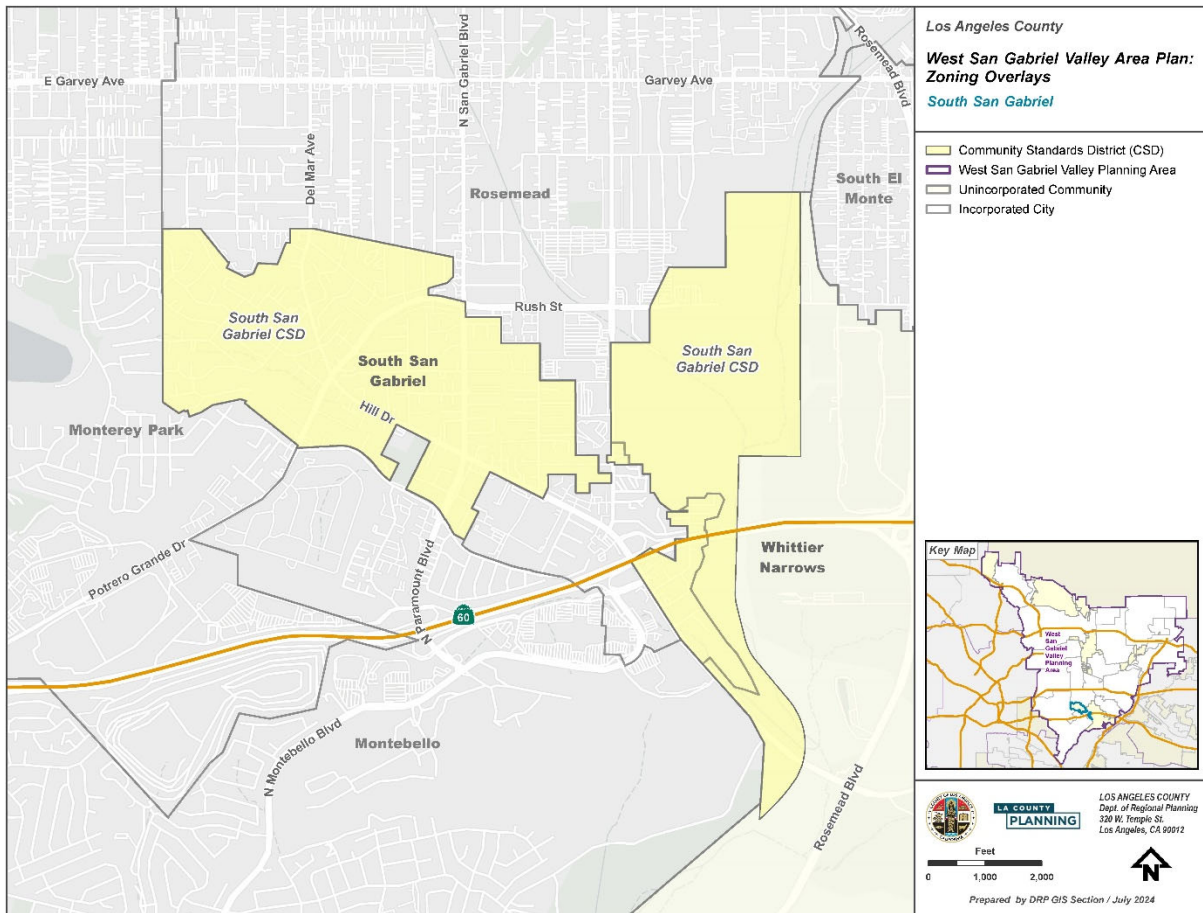 Los Angeles County
West San Gabriel Valley Area Plan:
Zoning Overlays
South San Gabriel
Community Standards District (CSD)
West San Gabriel Valley Planning Area
Unincorporated Community
Incorporated City
E Garvey Ave
N San Gabriel Blvd
Garvey Ave
Rosemead Blvd
Del Mar Ave
Rosemead
South El
Monte
Rush St
South San
Gabriel CSD
South San
Gabriel
South San
Gabriel CSD
Hill Dr
Monterey Park
Potrero Grande Dr
N Paramount Blvd
60
Whittier
Narrows
N Montebello Blvd
Montebello
Rosemead Blvd
Key Map
West
San
Gabriel
Valley
Planning
Area
LA COUNTY
PLANNING
LOS ANGELES COUNTY
Dept. of Regional Planning
320 W. Temple St.
Los Angeles, CA 90012
Feet
0 1,000 2,000
N
Prepared by DRP GIS Section / July 2024